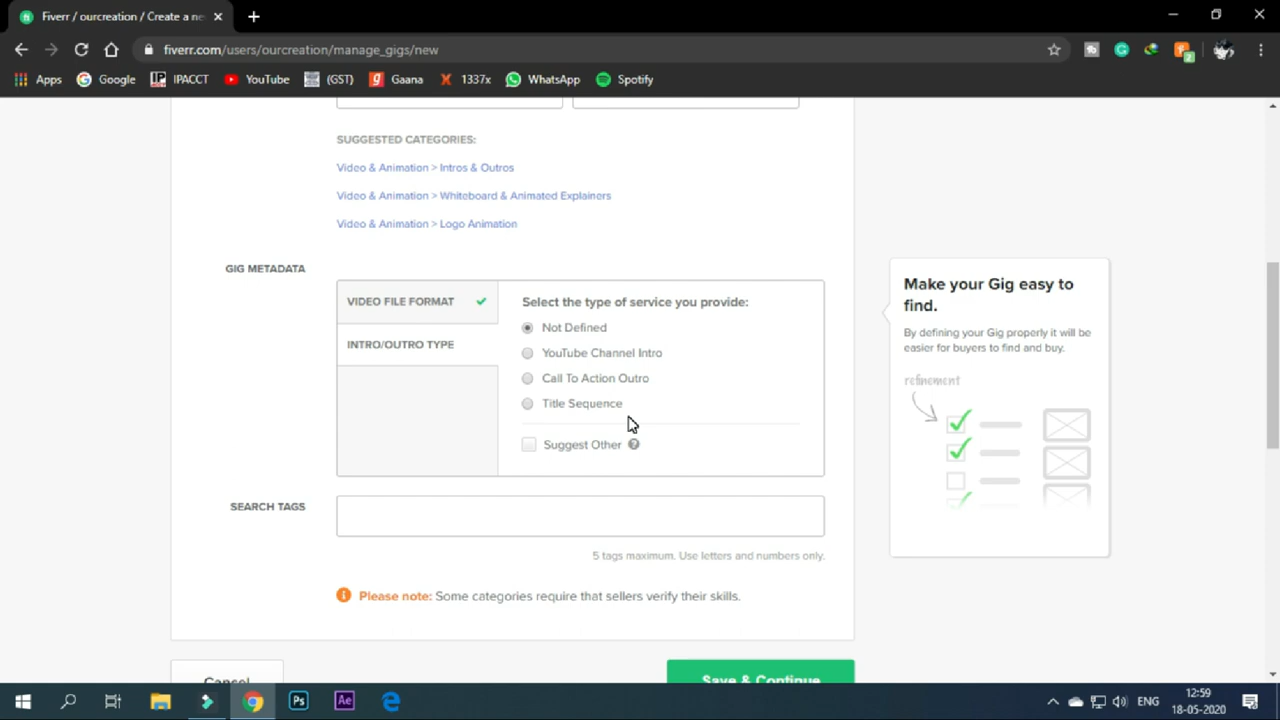 Fiverr / ourcreation / Create a ne
fiverr.com/users/ourcreation/manage_gigs/new
Apps
Google
IPACCT
YouTube
(GST)
Gaana
1337x
WhatsApp
Spotify
SUGGESTED CATEGORIES:
Video & Animation > Intros & Outros
Video & Animation > Whiteboard & Animated Explainers
Video & Animation > Logo Animation
GIG METADATA
VIDEO FILE FORMAT
INTRO/OUTRO TYPE
Select the type of service you provide:
Not Defined
YouTube Channel Intro
Call To Action Outro
Title Sequence
Suggest Other
SEARCH TAGS
5 tags maximum. Use letters and numbers only.
Please note: Some categories require that sellers verify their skills.
Make your Gig easy to
find.
By defining your Gig properly it will be
easier for buyers to find and buy.
refinement
Cancel
Save & Continue
Ps
Ae
ENG
12:59
18-05-2020